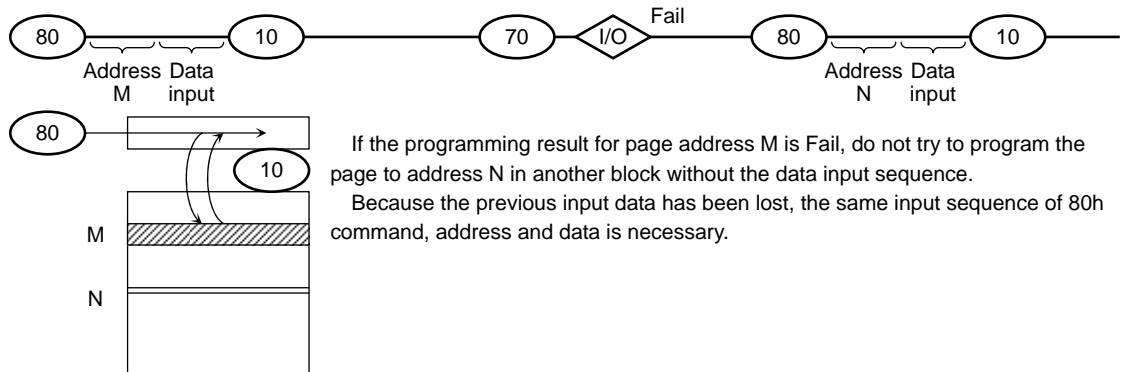 Fail
80 10 70 I/O 80 10
Address Data Address Data
M input N input
80
10
M
N
If the programming result for page address M is Fail, do not try to program the
page to address N in another block without the data input sequence.
Because the previous input data has been lost, the same input sequence of 80h
command, address and data is necessary.